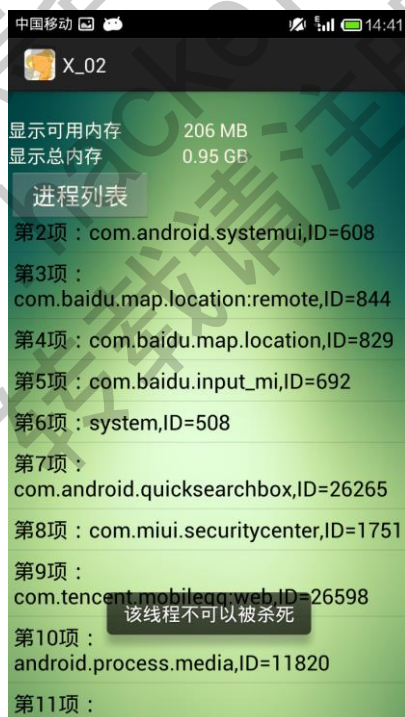 中国移动 14:41
X_02
显示可用内存 206 MB
显示总内存 0.95 GB
进程列表
第2项：com.android.systemui,ID=608
第3项：
com.baidu.map.location:remote,ID=844
第4项：com.baidu.map.location,ID=829
第5项：com.baidu.input_mi,ID=692
第6项：system,ID=508
第7项：
com.android.quicksearchbox,ID=26265
第8项：com.miui.securitycenter,ID=1751
第9项：
com.tencent.mobileqq:web,ID=26598
该线程不可以被杀死
第10项：
android.process.media,ID=11820
第11项：
hacker
转载请注